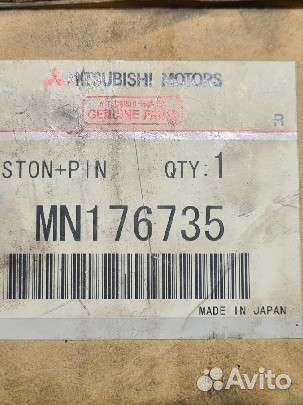 MITSUBISHI MOTORS
GENUINE PARTS
R
STON+PIN QTY:1
MN176735
MADE IN JAPAN
Avito